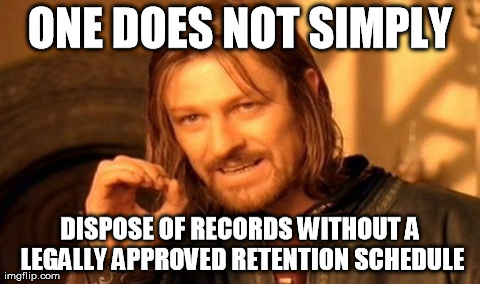 ONE DOES NOT SIMPLY
DISPOSE OF RECORDS WITHOUT A
LEGALLY APPROVED RETENTION SCHEDULE
imgflip.com